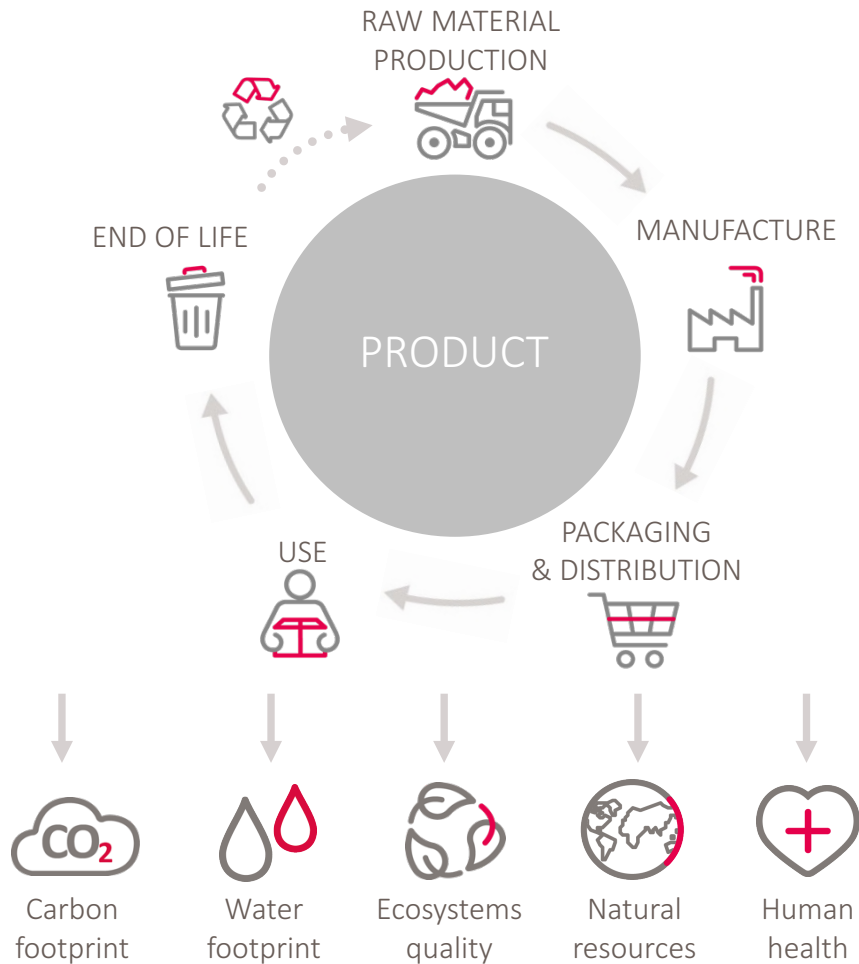 RAW MATERIAL
PRODUCTION
END OF LIFE
MANUFACTURE
PRODUCT
USE
PACKAGING
& DISTRIBUTION
CO2
Carbon
footprint
Water
footprint
Ecosystems
quality
Natural
resources
Human
health